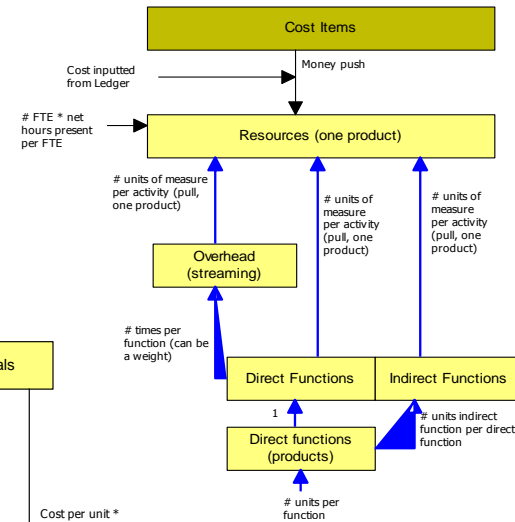 Cost Items
Money push
Cost inputted
from Ledger
# FTE * net
hours present
per FTE
Resources (one product)
# units of measure
per activity (pull,
one product)
# units of
measure
per activity
(pull, one
product)
# units of
measure
per activity
(pull, one
product)
Overhead
(streaming)
# times per
function (can be
a weight)
als
Direct Functions
Indirect Functions
1
# units indirect
function per direct
function
Direct functions
(products)
# units per
function
Cost per unit *